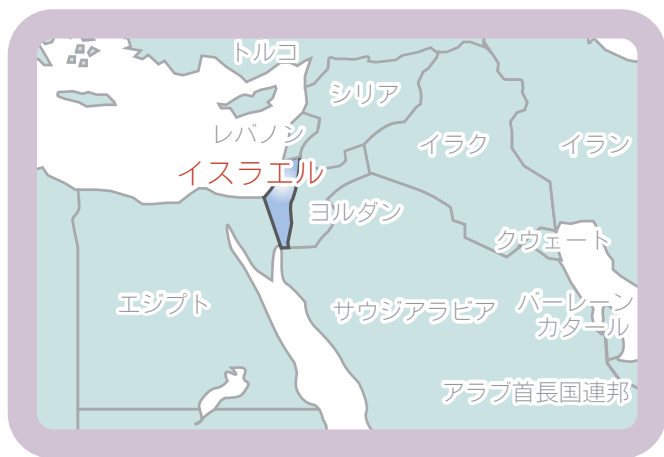 トルコ
シリア
レバノン
イラク
イラン
イスラエル
ヨルダン
クウェート
エジプト
サウジアラビア
バーレーン
カタール
アラブ首長国連邦